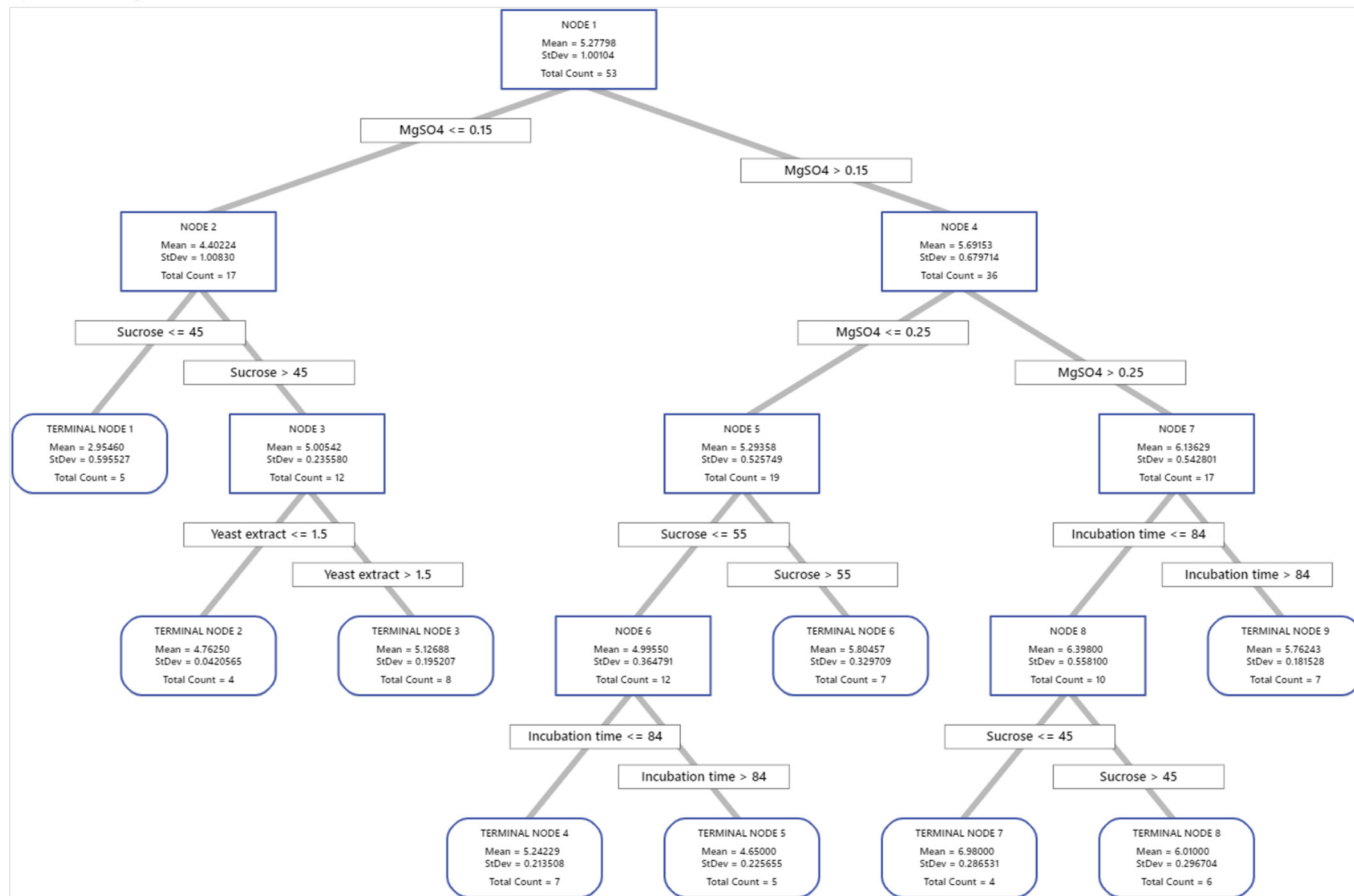 NODE 1
Mean = 5.27798
StDev = 1.00104
Total Count = 53
MgSO4 <= 0.15
MgSO4 > 0.15
NODE 2
Mean = 4.40224
StDev = 1.00830
Total Count = 17
NODE 4
Mean = 5.69153
StDev = 0.679714
Total Count = 36
Sucrose <= 45
Sucrose > 45
MgSO4 <= 0.25
MgSO4 > 0.25
TERMINAL NODE 1
Mean = 2.95460
StDev = 0.595527
Total Count = 5
NODE 3
Mean = 5.00542
StDev = 0.235580
Total Count = 12
NODE 5
Mean = 5.29358
StDev = 0.525749
Total Count = 19
NODE 7
Mean = 6.13629
StDev = 0.542801
Total Count = 17
Yeast extract <= 1.5
Yeast extract > 1.5
Sucrose <= 55
Sucrose > 55
Incubation time <= 84
Incubation time > 84
TERMINAL NODE 2
Mean = 4.76250
StDev = 0.0420565
Total Count = 4
TERMINAL NODE 3
Mean = 5.12688
StDev = 0.195207
Total Count = 8
NODE 6
Mean = 4.99550
StDev = 0.364791
Total Count = 12
TERMINAL NODE 6
Mean = 5.80457
StDev = 0.329709
Total Count = 7
NODE 8
Mean = 6.39800
StDev = 0.558100
Total Count = 10
TERMINAL NODE 9
Mean = 5.76243
StDev = 0.181528
Total Count = 7
Incubation time <= 84
Incubation time > 84
Sucrose <= 45
Sucrose > 45
TERMINAL NODE 4
Mean = 5.24229
StDev = 0.213508
Total Count = 7
TERMINAL NODE 5
Mean = 4.65000
StDev = 0.225655
Total Count = 5
TERMINAL NODE 7
Mean = 6.98000
StDev = 0.286531
Total Count = 4
TERMINAL NODE 8
Mean = 6.01000
StDev = 0.296704
Total Count = 6